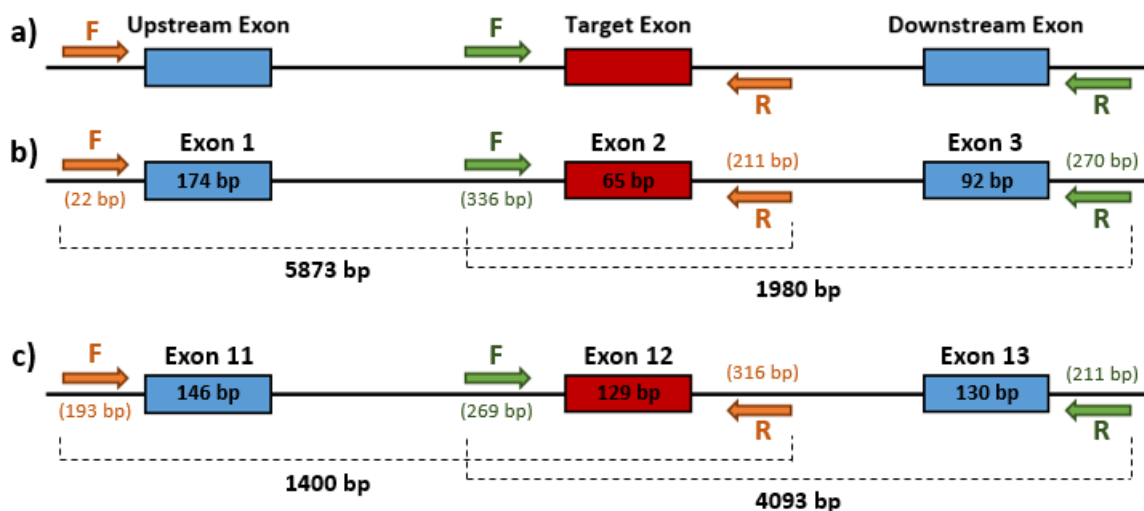 a)
F
Upstream Exon
F
Target Exon
R
Downstream Exon
R
b)
F
(22 bp)
Exon 1
174 bp
F
(336 bp)
Exon 2
65 bp
(211 bp)
R
Exon 3
92 bp
(270 bp)
R
5873 bp
1980 bp
c)
F
(193 bp)
Exon 11
146 bp
F
(269 bp)
Exon 12
129 bp
(316 bp)
R
Exon 13
130 bp
(211 bp)
R
1400 bp
4093 bp